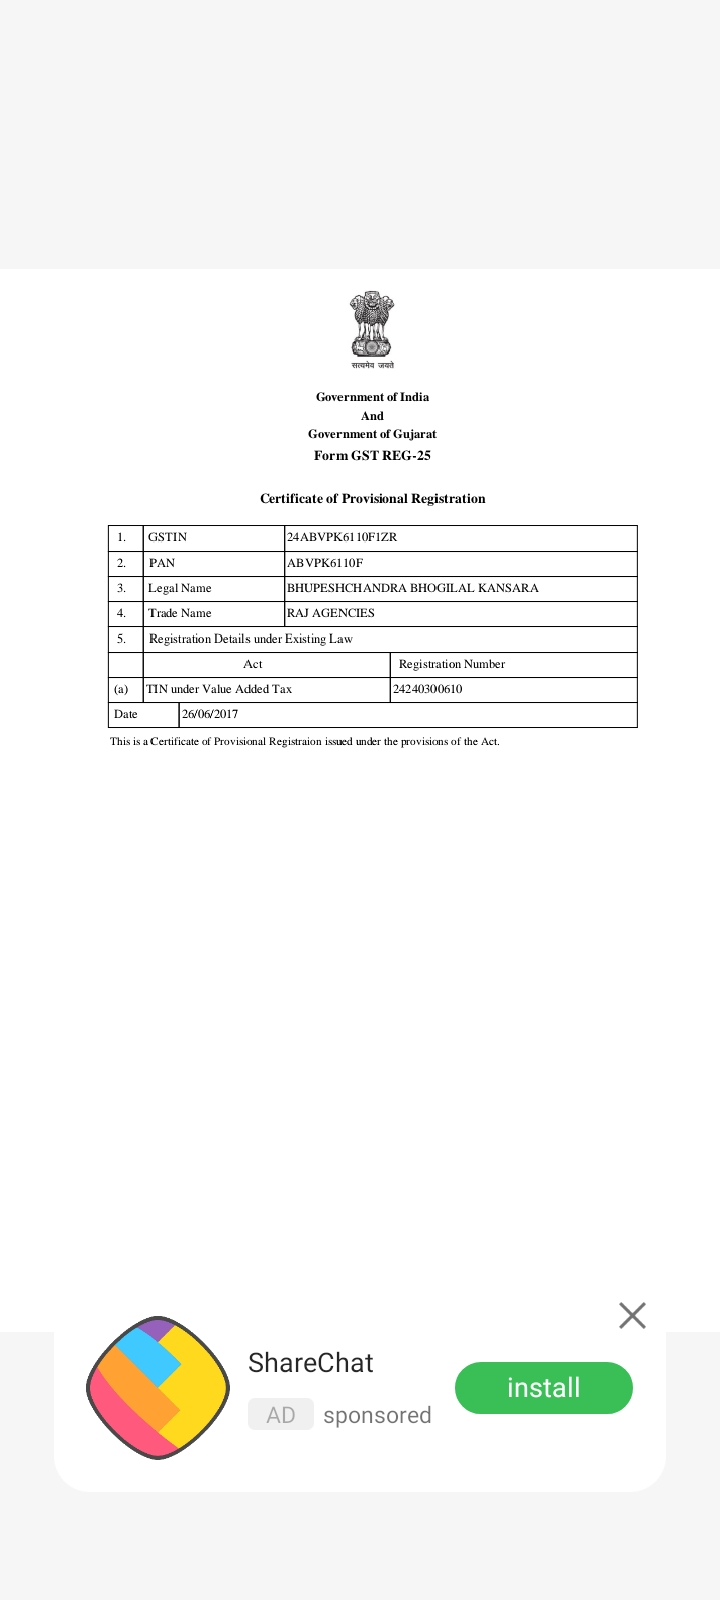 सत्यमेव जयते
Government of India
And
Government of Gujarat
Form GST REG-25
Certificate of Provisional Registration
1. GSTIN 24ABVPK6110F1ZR
2. PAN ABVPK6110F
3. Legal Name BHUPESHCHANDRA BHOGILAL KANSARA
4. Trade Name RAJ AGENCIES
5. Registration Details under Existing Law
Act Registration Number
(a) TIN under Value Added Tax 24240300610
Date 26/06/2017
This is a Certificate of Provisional Registraion issued under the provisions of the Act.
ShareChat
AD sponsored
install